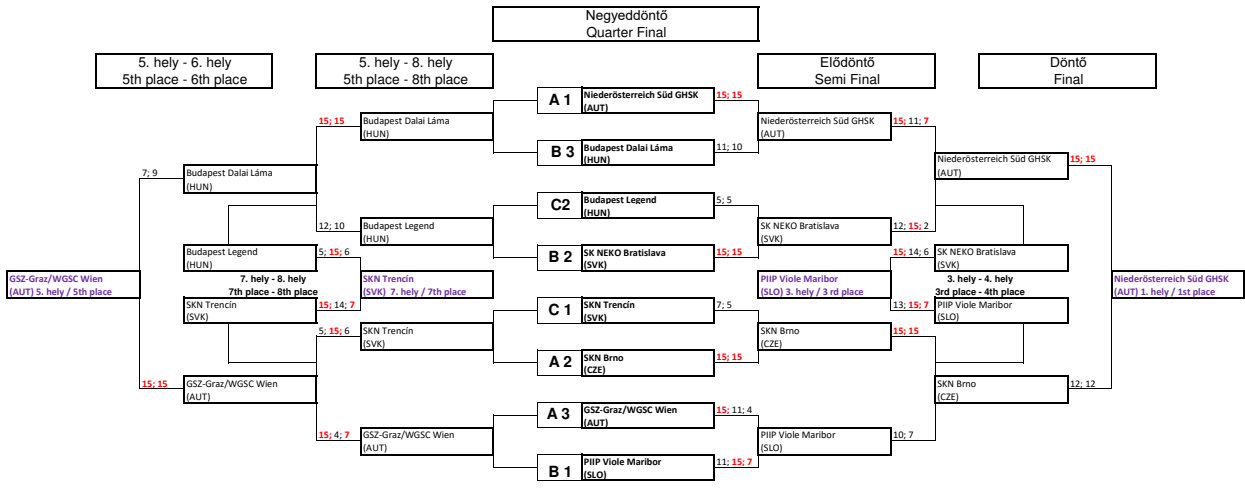 Negyeddöntő
Quarter Final
5. hely - 6. hely
5th place - 6th place
5. hely - 8. hely
5th place - 8th place
Elődöntő
Semi Final
Döntő
Final
A 1
Niederösterreich Süd GHSK
(AUT)
15; 15
B 3
Budapest Dalai Láma
(HUN)
11; 10
C2
Budapest Legend
(HUN)
5; 5
B 2
SK NEKO Bratislava
(SVK)
15; 15
C 1
SKN Trencín
(SVK)
7; 5
A 2
SKN Brno
(CZE)
15; 15
A 3
GSZ-Graz/WGSC Wien
(AUT)
15; 11; 4
B 1
PIIP Viole Maribor
(SLO)
11; 15; 7
15; 15
Budapest Dalai Láma
(HUN)
12; 10
Budapest Legend
(HUN)
5; 15; 6
SKN Trencín
(SVK)
15; 4; 7
GSZ-Graz/WGSC Wien
(AUT)
7; 9
Budapest Dalai Láma
(HUN)
15; 15
GSZ-Graz/WGSC Wien
(AUT)
GSZ-Graz/WGSC Wien
(AUT) 5. hely / 5th place
Budapest Legend
(HUN)
5; 15; 6
7. hely - 8. hely
7th place - 8th place
SKN Trencín
(SVK)
15; 14; 7
SKN Trencín
(SVK) 7. hely / 7th place
Niederösterreich Süd GHSK
(AUT)
15; 11; 7
SK NEKO Bratislava
(SVK)
12; 15; 2
SKN Brno
(CZE)
15; 15
PIIP Viole Maribor
(SLO)
10; 7
Niederösterreich Süd GHSK
(AUT)
15; 15
SKN Brno
(CZE)
12; 12
15; 14; 6
SK NEKO Bratislava
(SVK)
3. hely - 4. hely
3rd place - 4th place
13; 15; 7
PIIP Viole Maribor
(SLO)
PIIP Viole Maribor
(SLO) 3. hely / 3 rd place
Niederösterreich Süd GHSK
(AUT) 1. hely / 1st place